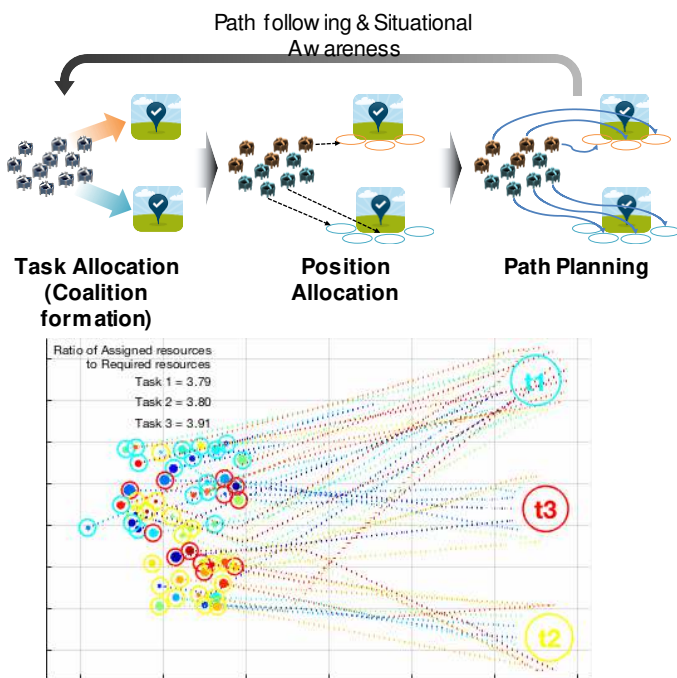 Path following & Situational
Awareness
Task Allocation
(Coalition
formation)
Position
Allocation
Path Planning
Ratio of Assigned resources
to Required resources
Task 1 = 3.79
Task 2 = 3.80
Task 3 = 3.91
t1
t3
t2